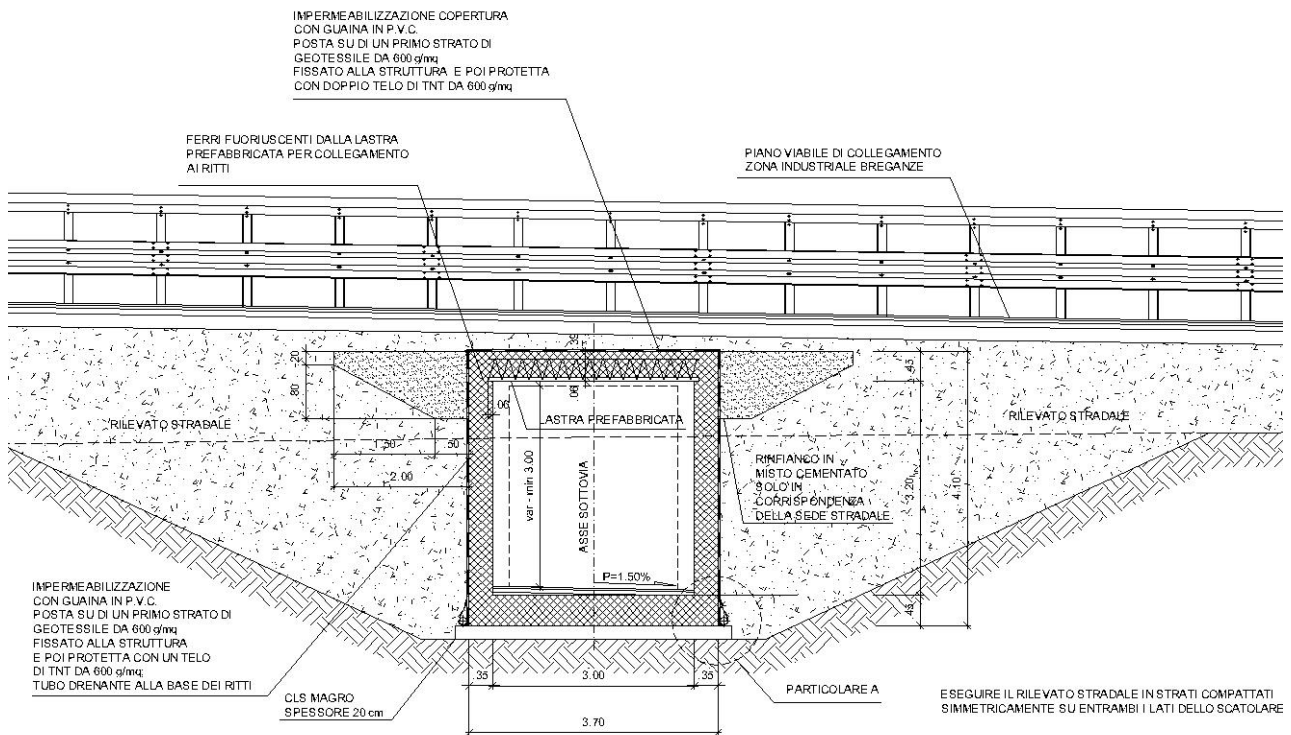 IMPERMEABILIZZAZIONE COPERTURA
CON GUAINA IN P.V.C.
POSTA SU DI UN PRIMO STRATO DI
GEOTESSILE DA 600 g/mq
FISSATO ALLA STRUTTURA E POI PROTETTA
CON DOPPIO TELO DI TNT DA 600 g/mq
FERRI FUORIUSCENTI DALLA LASTRA
PREFABBRICATA PER COLLEGAMENTO
AI RITTI
PIANO VIABILE DI COLLEGAMENTO
ZONA INDUSTRIALE BREGANZE
.20
.80
.39
.06
.06
.45
LASTRA PREFABBRICATA
RILEVATO STRADALE
RILEVATO STRADALE
1.50
.50
2.00
var - min 3.00
ASSE SOTTOVIA
P=1.50%
RINFIANCO IN
MISTO CEMENTATO
SOLO IN
CORRISPONDENZA
DELLA SEDE STRADALE
3.20
4.10
.45
IMPERMEABILIZZAZIONE
CON GUAINA IN P.V.C.
POSTA SU DI UN PRIMO STRATO DI
GEOTESSILE DA 600 g/mq
FISSATO ALLA STRUTTURA
E POI PROTETTA CON UN TELO
DI TNT DA 600 g/mq;
TUBO DRENANTE ALLA BASE DEI RITTI
CLS MAGRO
SPESSORE 20 cm
.35
3.00
.35
3.70
PARTICOLARE A
ESEGUIRE IL RILEVATO STRADALE IN STRATI COMPATTATI
SIMMETRICAMENTE SU ENTRAMBI I LATI DELLO SCATOLARE